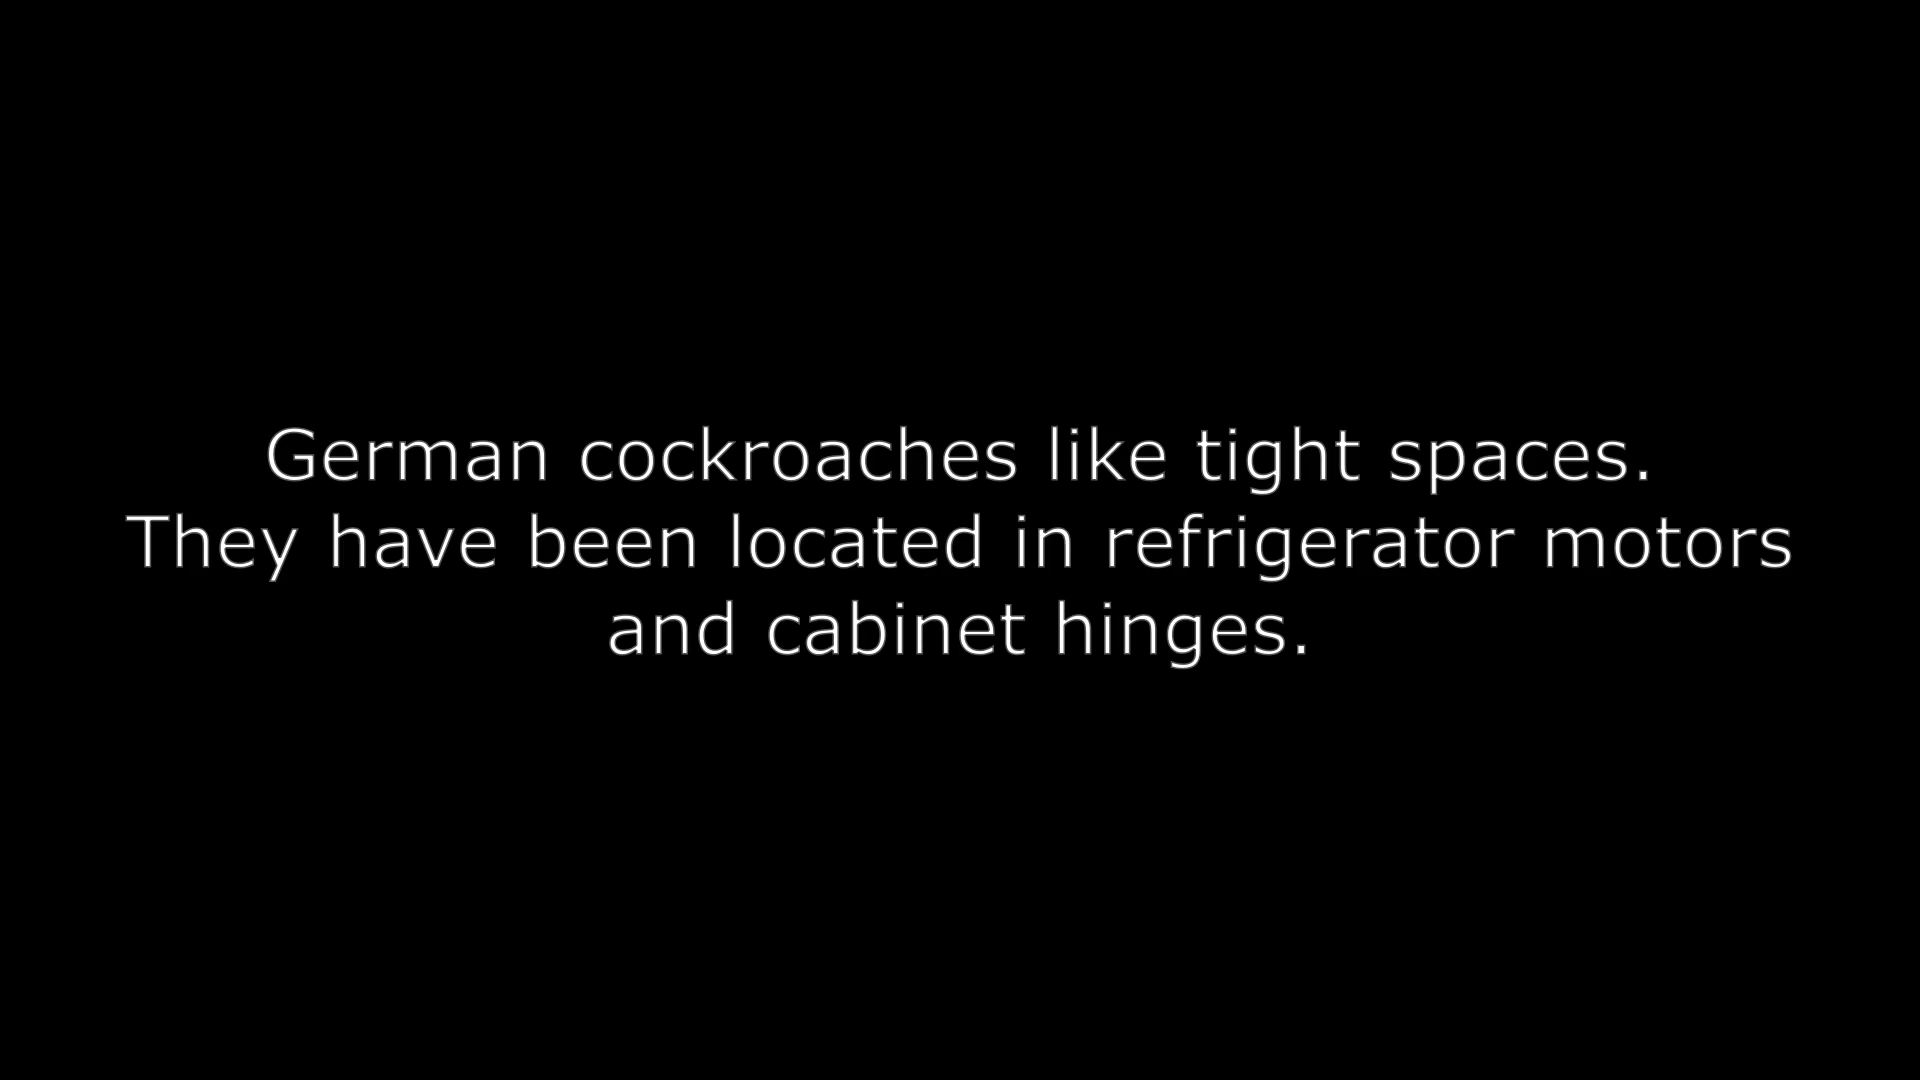 German cockroaches like tight spaces.
They have been located in refrigerator motors
and cabinet hinges.